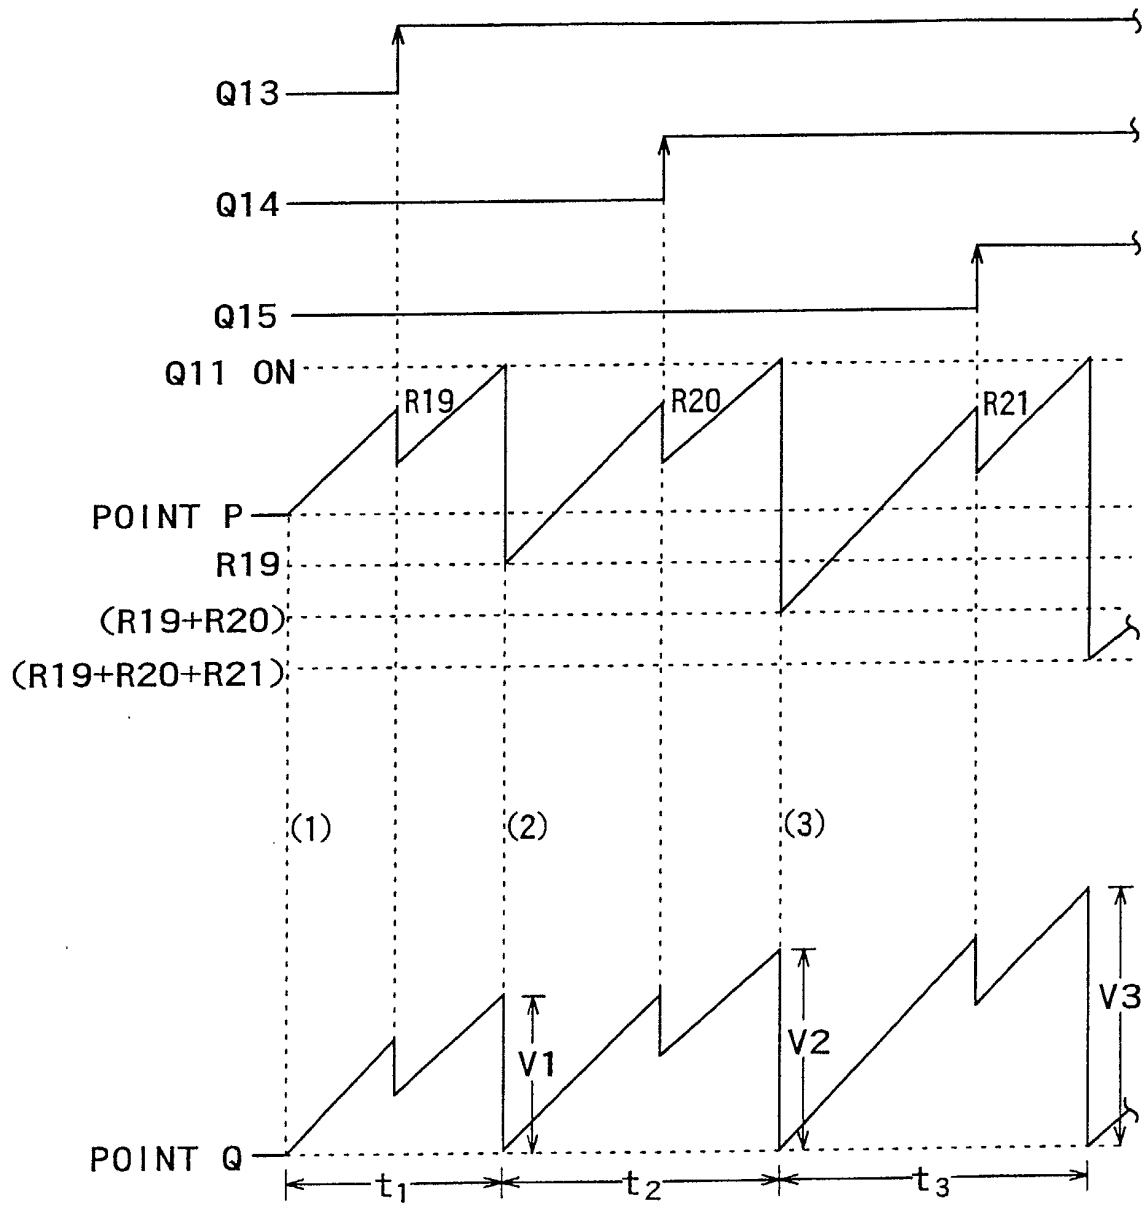 Q13
Q14
Q15
Q11 ON
R19
R20
R21
POINT P
R19
(R19+R20)
(R19+R20+R21)
(1)
(2)
(3)
V1
V2
V3
POINT Q
t1
t2
t3